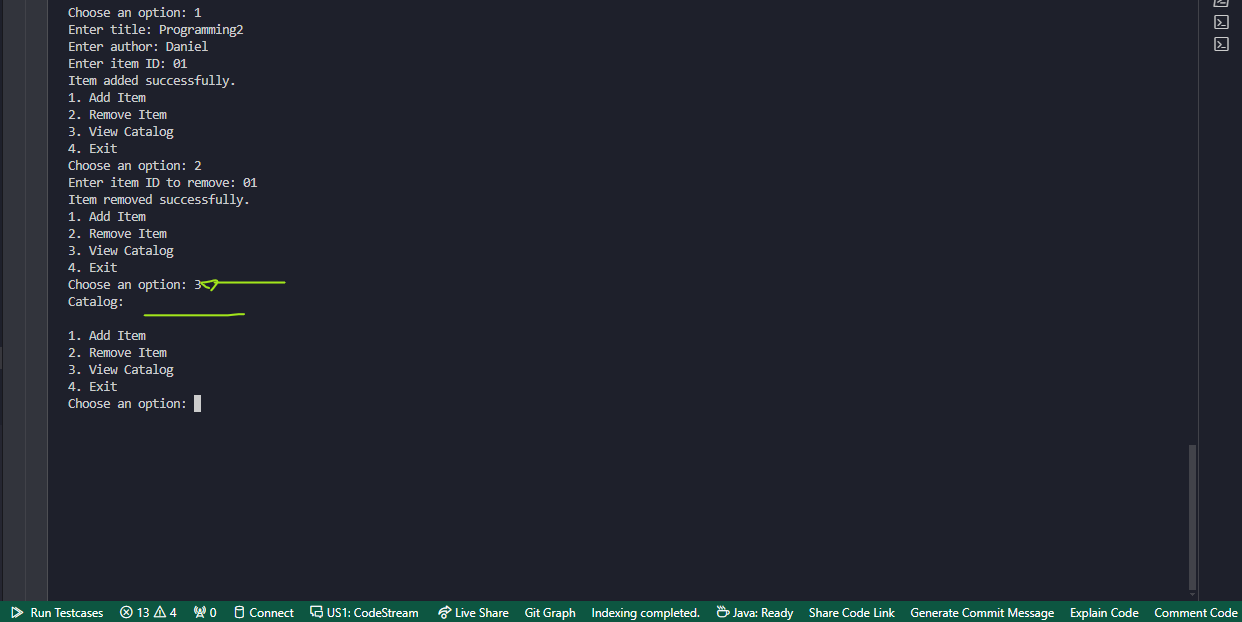 Choose an option: 1
Enter title: Programming2
Enter author: Daniel
Enter item ID: 01
Item added successfully.
1. Add Item
2. Remove Item
3. View Catalog
4. Exit
Choose an option: 2
Enter item ID to remove: 01
Item removed successfully.
1. Add Item
2. Remove Item
3. View Catalog
4. Exit
Choose an option: 3
Catalog:
1. Add Item
2. Remove Item
3. View Catalog
4. Exit
Choose an option:
Run Testcases 13 4 0 Connect US1: CodeStream Live Share Git Graph Indexing completed. Java: Ready Share Code Link Generate Commit Message Explain Code Comment Code